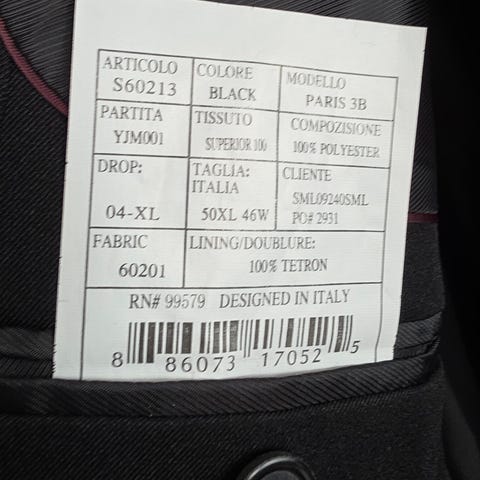 ARTICOLO
S60213
COLORE
BLACK
MODELLO
PARIS 3B
PARTITA
YJM001
TISSUTO
SUPERIOR 100
COMPOZISIONE
100% POLYESTER
DROP:
04-XL
TAGLIA:
ITALIA
50XL 46W
CLIENTE
SML09240SML
PO# 2931
FABRIC
60201
LINING/DOUBLURE:
100% TETRON
RN# 99579 DESIGNED IN ITALY
8 86073 17052 5